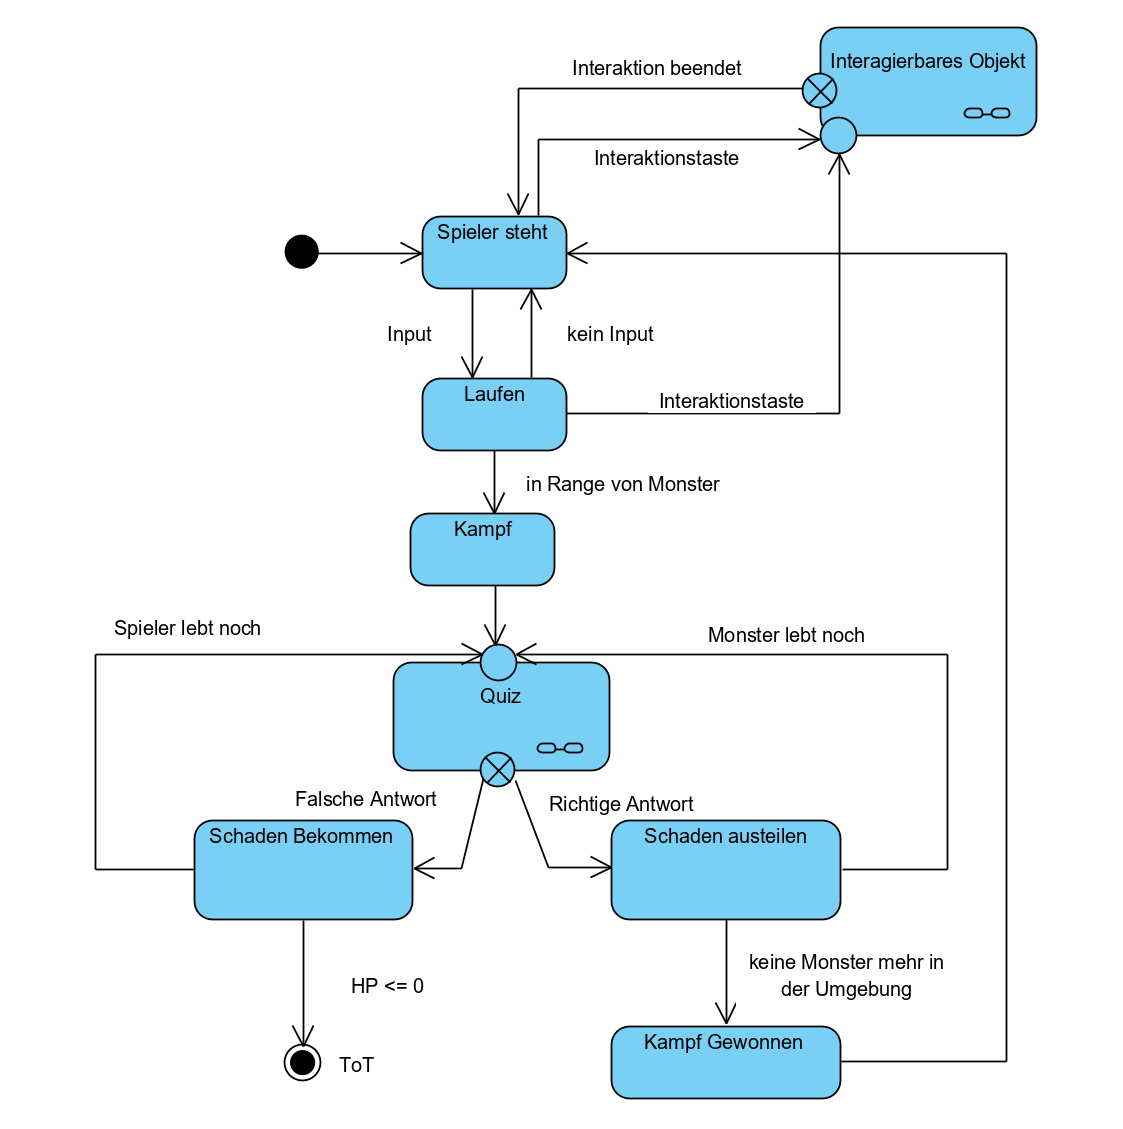 Interagierbares Objekt
Interaktion beendet
Interaktionstaste
Spieler steht
Input
kein Input
Laufen
Interaktionstaste
in Range von Monster
Kampf
Spieler lebt noch
Monster lebt noch
Quiz
Falsche Antwort
Richtige Antwort
Schaden Bekommen
Schaden austeilen
keine Monster mehr in
der Umgebung
HP <= 0
Kampf Gewonnen
ToT